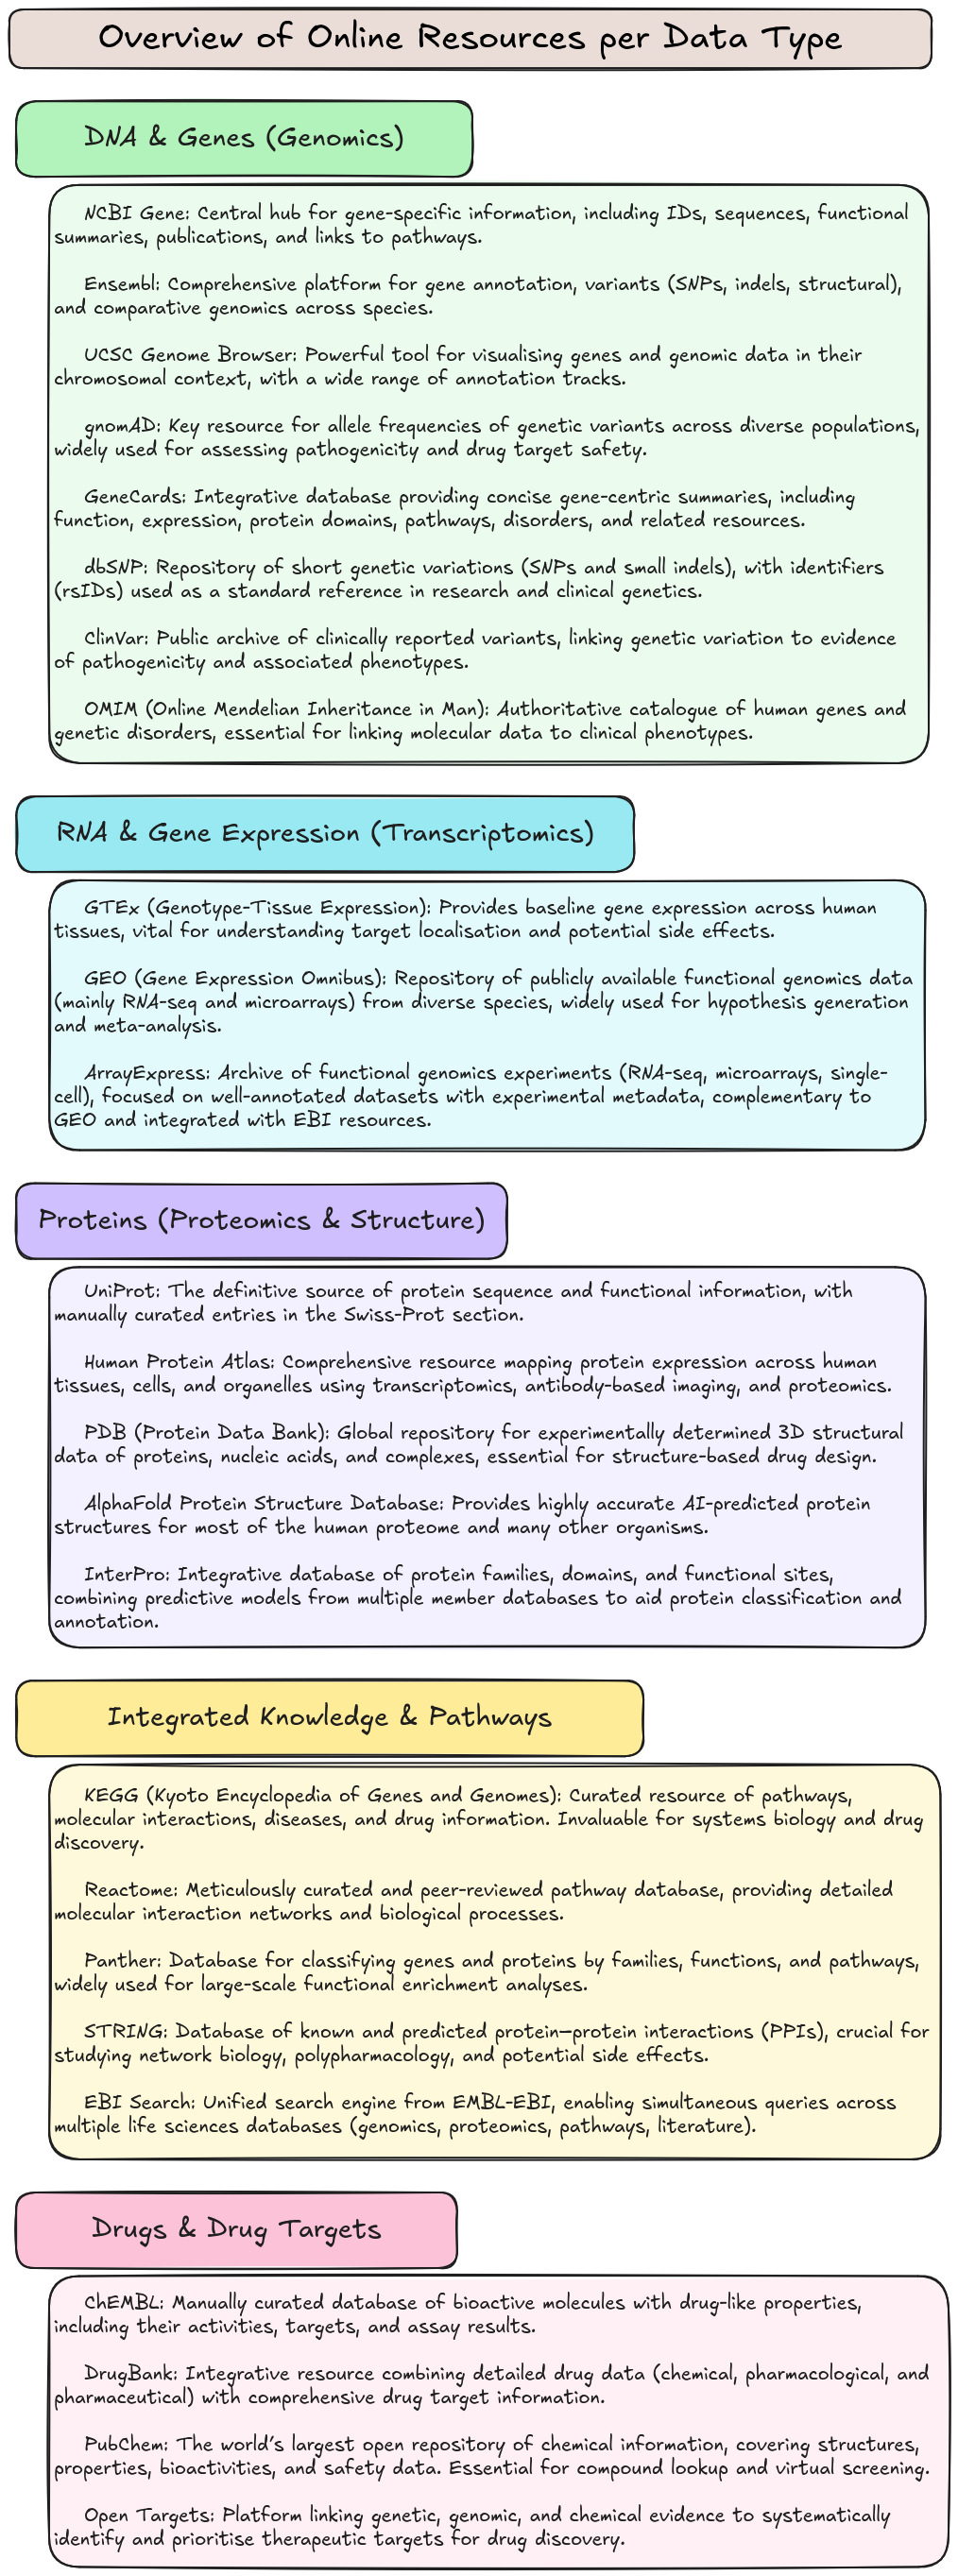 Overview of Online Resources per Data Type
DNA & Genes (Genomics)
NCBI Gene: Central hub for gene-specific information, including IDs, sequences, functional
summaries, publications, and links to pathways.
Ensembl: Comprehensive platform for gene annotation, variants (SNPs, indels, structural),
and comparative genomics across species.
UCSC Genome Browser: Powerful tool for visualising genes and genomic data in their
chromosomal context, with a wide range of annotation tracks.
gnomAD: Key resource for allele frequencies of genetic variants across diverse populations,
widely used for assessing pathogenicity and drug target safety.
GeneCards: Integrative database providing concise gene-centric summaries, including
function, expression, protein domains, pathways, disorders, and related resources.
dbSNP: Repository of short genetic variations (SNPs and small indels), with identifiers
(rsIDs) used as a standard reference in research and clinical genetics.
ClinVar: Public archive of clinically reported variants, linking genetic variation to evidence
of pathogenicity and associated phenotypes.
OMIM (Online Mendelian Inheritance in Man): Authoritative catalogue of human genes and
genetic disorders, essential for linking molecular data to clinical phenotypes.
RNA & Gene Expression (Transcriptomics)
GTEx (Genotype-Tissue Expression): Provides baseline gene expression across human
tissues, vital for understanding target localisation and potential side effects.
GEO (Gene Expression Omnibus): Repository of publicly available functional genomics data
(mainly RNA-seq and microarrays) from diverse species, widely used for hypothesis generation
and meta-analysis.
ArrayExpress: Archive of functional genomics experiments (RNA-seq, microarrays, single-
cell), focused on well-annotated datasets with experimental metadata, complementary to
GEO and integrated with EBI resources.
Proteins (Proteomics & Structure)
UniProt: The definitive source of protein sequence and functional information, with
manually curated entries in the Swiss-Prot section.
Human Protein Atlas: Comprehensive resource mapping protein expression across human
tissues, cells, and organelles using transcriptomics, antibody-based imaging, and proteomics.
PDB (Protein Data Bank): Global repository for experimentally determined 3D structural
data of proteins, nucleic acids, and complexes, essential for structure-based drug design.
AlphaFold Protein Structure Database: Provides highly accurate AI-predicted protein
structures for most of the human proteome and many other organisms.
InterPro: Integrative database of protein families, domains, and functional sites,
combining predictive models from multiple member databases to aid protein classification and
annotation.
Integrated Knowledge & Pathways
KEGG (Kyoto Encyclopedia of Genes and Genomes): Curated resource of pathways,
molecular interactions, diseases, and drug information. Invaluable for systems biology and drug
discovery.
Reactome: Meticulously curated and peer-reviewed pathway database, providing detailed
molecular interaction networks and biological processes.
Panther: Database for classifying genes and proteins by families, functions, and pathways,
widely used for large-scale functional enrichment analyses.
STRING: Database of known and predicted protein–protein interactions (PPIs), crucial for
studying network biology, polypharmacology, and potential side effects.
EBI Search: Unified search engine from EMBL-EBI, enabling simultaneous queries across
multiple life sciences databases (genomics, proteomics, pathways, literature).
Drugs & Drug Targets
ChEMBL: Manually curated database of bioactive molecules with drug-like properties,
including their activities, targets, and assay results.
DrugBank: Integrative resource combining detailed drug data (chemical, pharmacological, and
pharmaceutical) with comprehensive drug target information.
PubChem: The world's largest open repository of chemical information, covering structures,
properties, bioactivities, and safety data. Essential for compound lookup and virtual screening.
Open Targets: Platform linking genetic, genomic, and chemical evidence to systematically
identify and prioritise therapeutic targets for drug discovery.